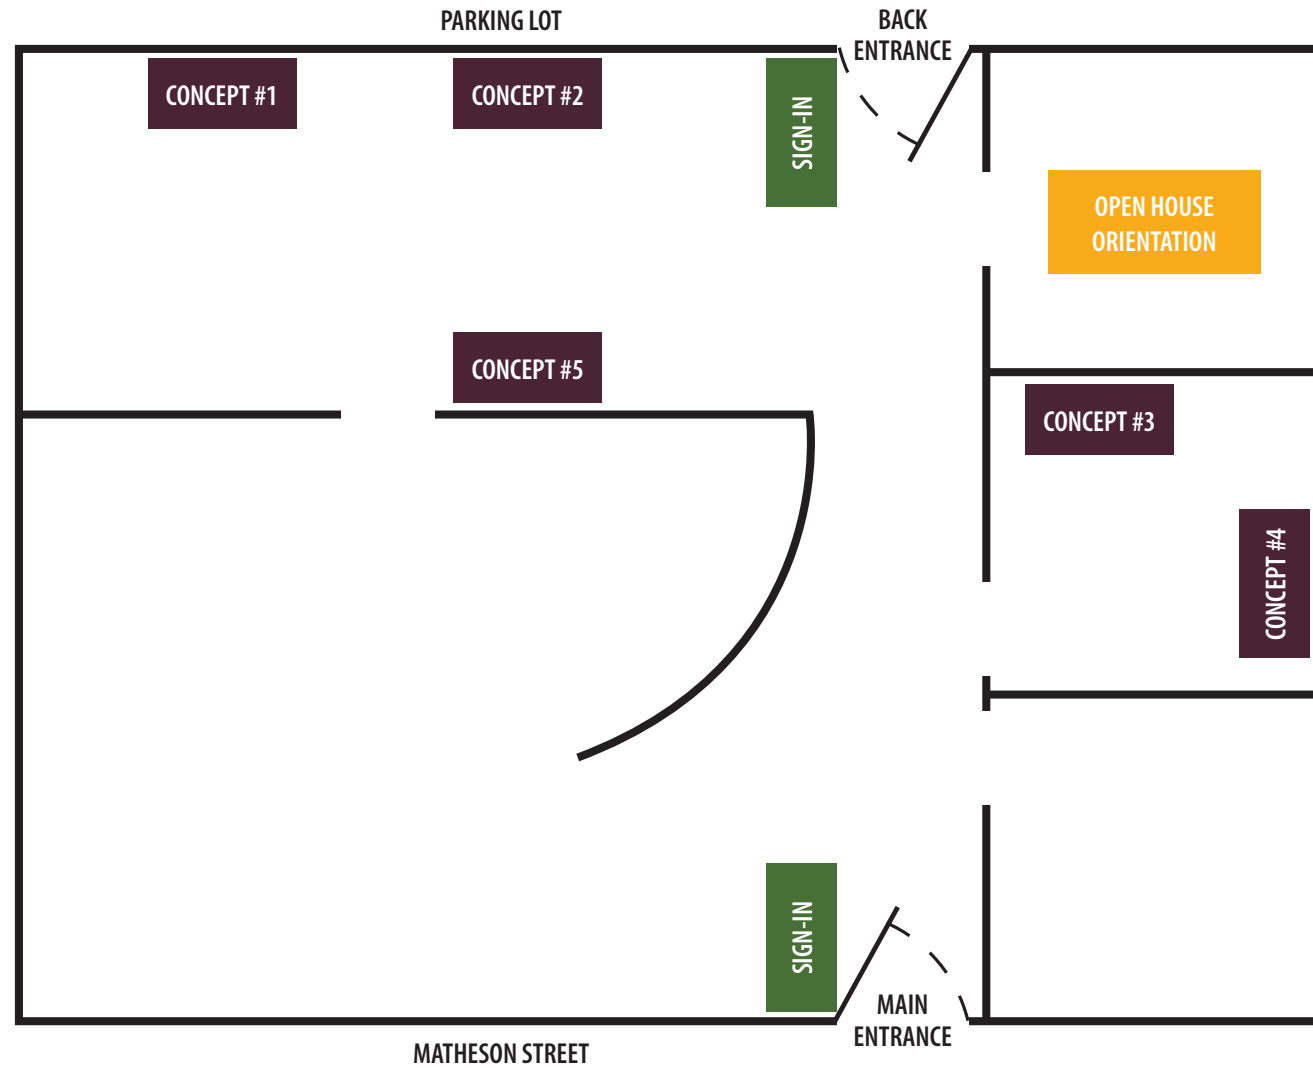 PARKING LOT
BACK
ENTRANCE
CONCEPT #1
CONCEPT #2
SIGN-IN
OPEN HOUSE
ORIENTATION
CONCEPT #5
CONCEPT #3
CONCEPT #4
SIGN-IN
MAIN
ENTRANCE
MATHESON STREET